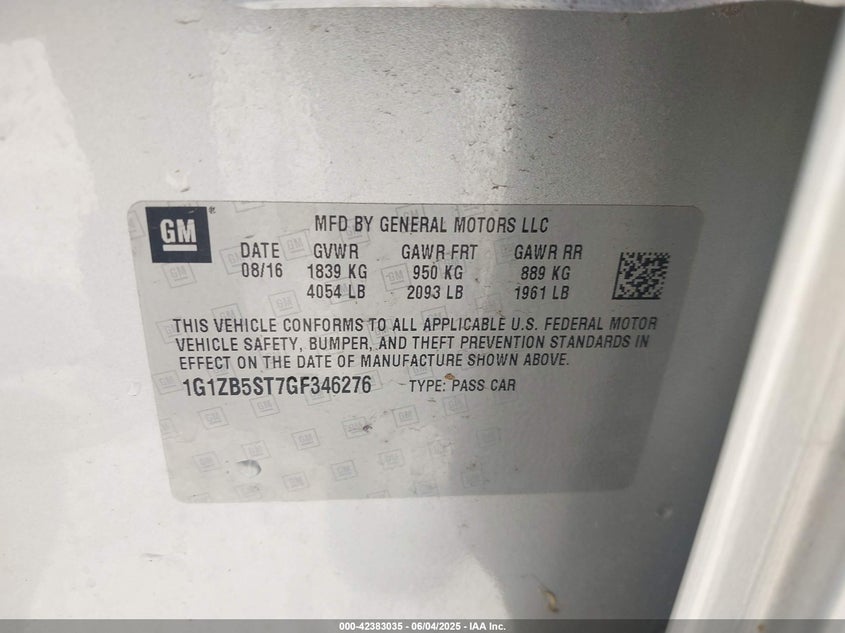 GM
MFD BY GENERAL MOTORS LLC
DATE GVWR GAWR FRT GAWR RR
08/16 1839 KG 950 KG 889 KG
4054 LB 2093 LB 1961 LB
THIS VEHICLE CONFORMS TO ALL APPLICABLE U.S. FEDERAL MOTOR
VEHICLE SAFETY, BUMPER, AND THEFT PREVENTION STANDARDS IN
EFFECT ON THE DATE OF MANUFACTURE SHOWN ABOVE.
1G1ZB5ST7GF346276 TYPE: PASS CAR
000-42383035 - 06/04/2025 - IAA Inc.